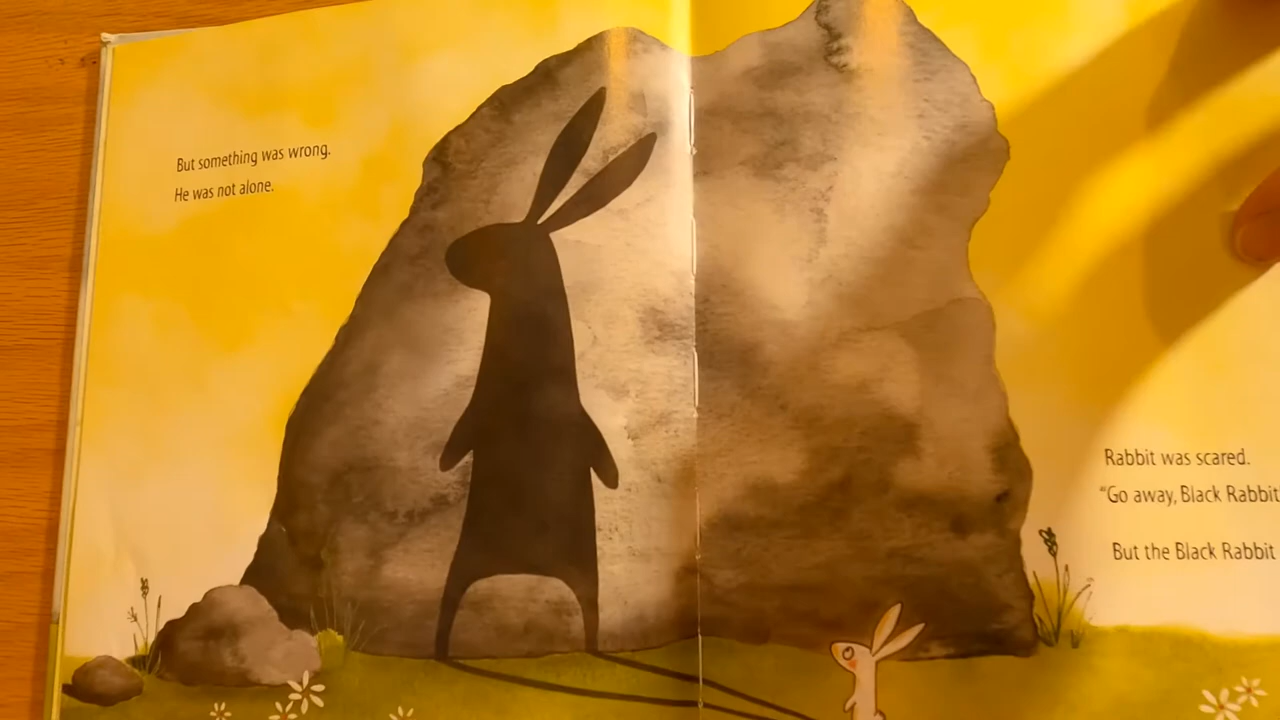 But something was wrong.
He was not alone.
Rabbit was scared.
“Go away, Black Rabbit
But the Black Rabbit